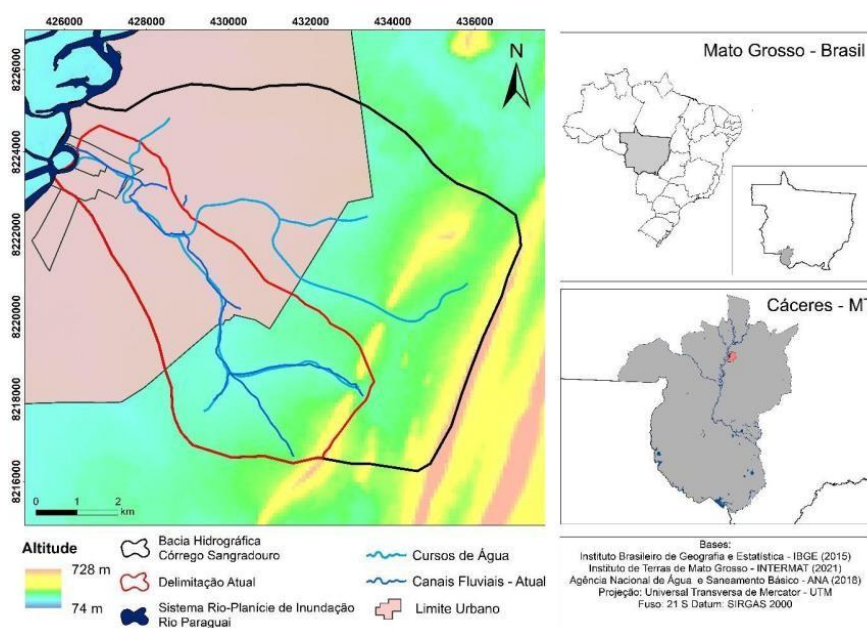 426000 428000 430000 432000 434000 436000
8226000
8224000
8222000
8220000
8218000
8216000
N
0 1 2
km
Mato Grosso - Brasil
Cáceres - MT
Altitude
728 m
74 m
Bacia Hidrográfica
Córrego Sangradouro
Delimitação Atual
Sistema Rio-Planície de Inundação
Rio Paraguai
Cursos de Água
Canais Fluviais - Atual
Limite Urbano
Bases:
Instituto Brasileiro de Geografia e Estatística - IBGE (2015)
Instituto de Terras de Mato Grosso - INTERMAT (2021)
Agência Nacional de Água e Saneamento Básico - ANA (2018)
Projeção: Universal Transversa de Mercator - UTM
Fuso: 21 S Datum: SIRGAS 2000